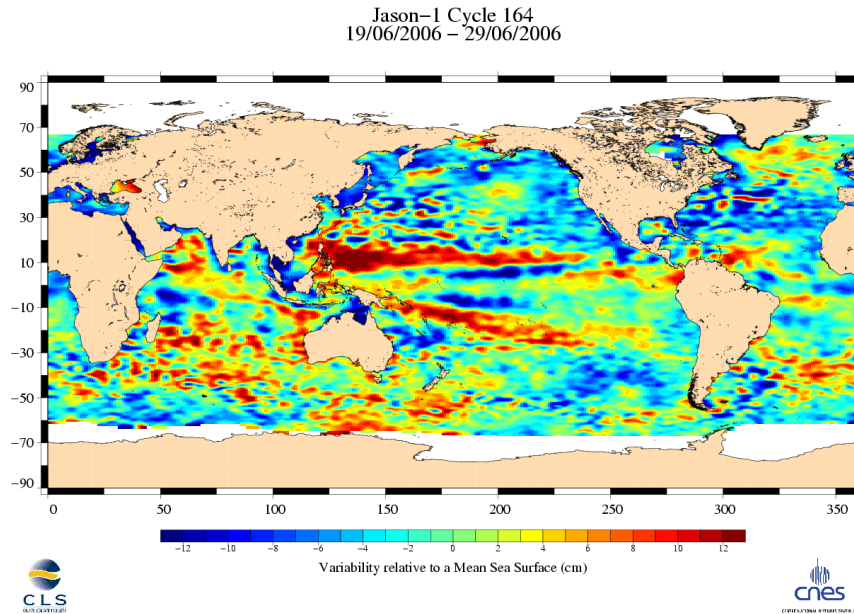 Jason−1 Cycle 164
19/06/2006 − 29/06/2006
90
70
50
30
10
−10
−30
−50
−70
−90
0 50 100 150 200 250 300 350
−12 −10 −8 −6 −4 −2 0 2 4 6 8 10 12
Variability relative to a Mean Sea Surface (cm)
CLS
cnes